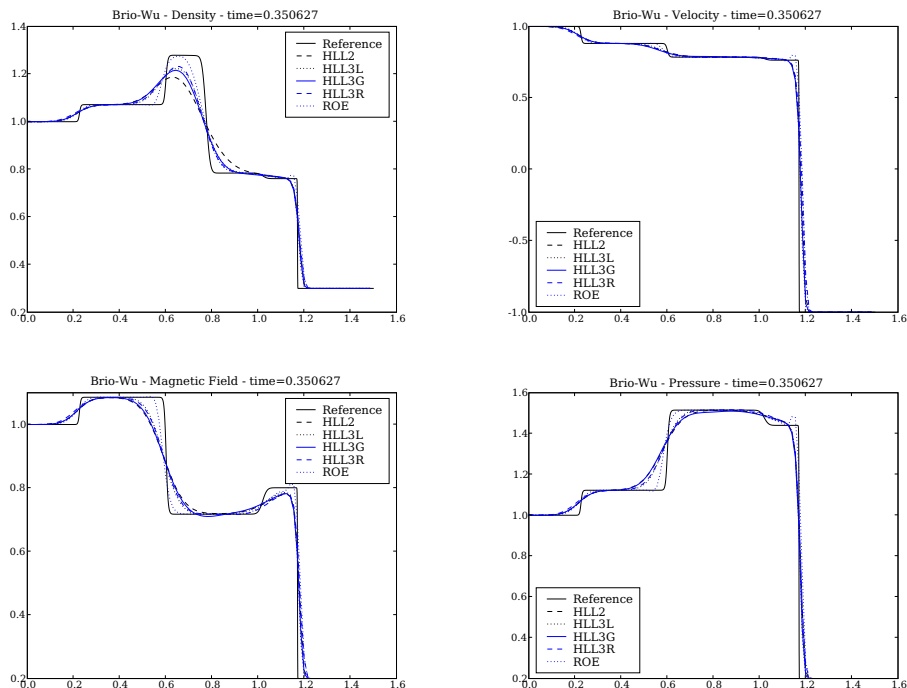 Brio-Wu - Density - time=0.350627
1.4
1.2
1.0
0.8
0.6
0.4
0.2
0.0 0.2 0.4 0.6 0.8 1.0 1.2 1.4 1.6
Reference
HLL2
HLL3L
HLL3G
HLL3R
ROE
Brio-Wu - Velocity - time=0.350627
1.0
0.5
0.0
-0.5
-1.0
0.0 0.2 0.4 0.6 0.8 1.0 1.2 1.4 1.6
Reference
HLL2
HLL3L
HLL3G
HLL3R
ROE
Brio-Wu - Magnetic Field - time=0.350627
1.0
0.8
0.6
0.4
0.2
0.0 0.2 0.4 0.6 0.8 1.0 1.2 1.4 1.6
Reference
HLL2
HLL3L
HLL3G
HLL3R
ROE
Brio-Wu - Pressure - time=0.350627
1.6
1.4
1.2
1.0
0.8
0.6
0.4
0.2
0.0 0.2 0.4 0.6 0.8 1.0 1.2 1.4 1.6
Reference
HLL2
HLL3L
HLL3G
HLL3R
ROE